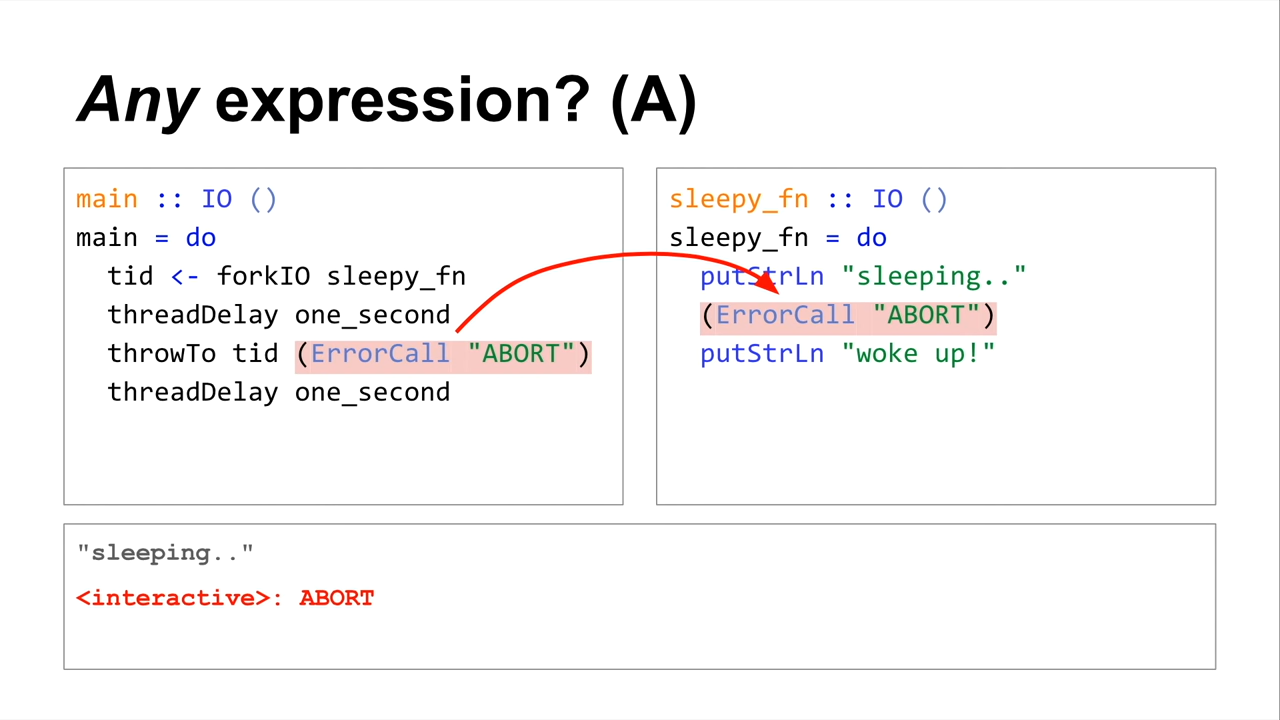 Any expression? (A)
main :: IO ()
main = do
  tid <- forkIO sleepy_fn
  threadDelay one_second
  throwTo tid (ErrorCall "ABORT")
  threadDelay one_second
sleepy_fn :: IO ()
sleepy_fn = do
  putStrLn "sleeping.."
  (ErrorCall "ABORT")
  putStrLn "woke up!"
"sleeping.."
<interactive>: ABORT